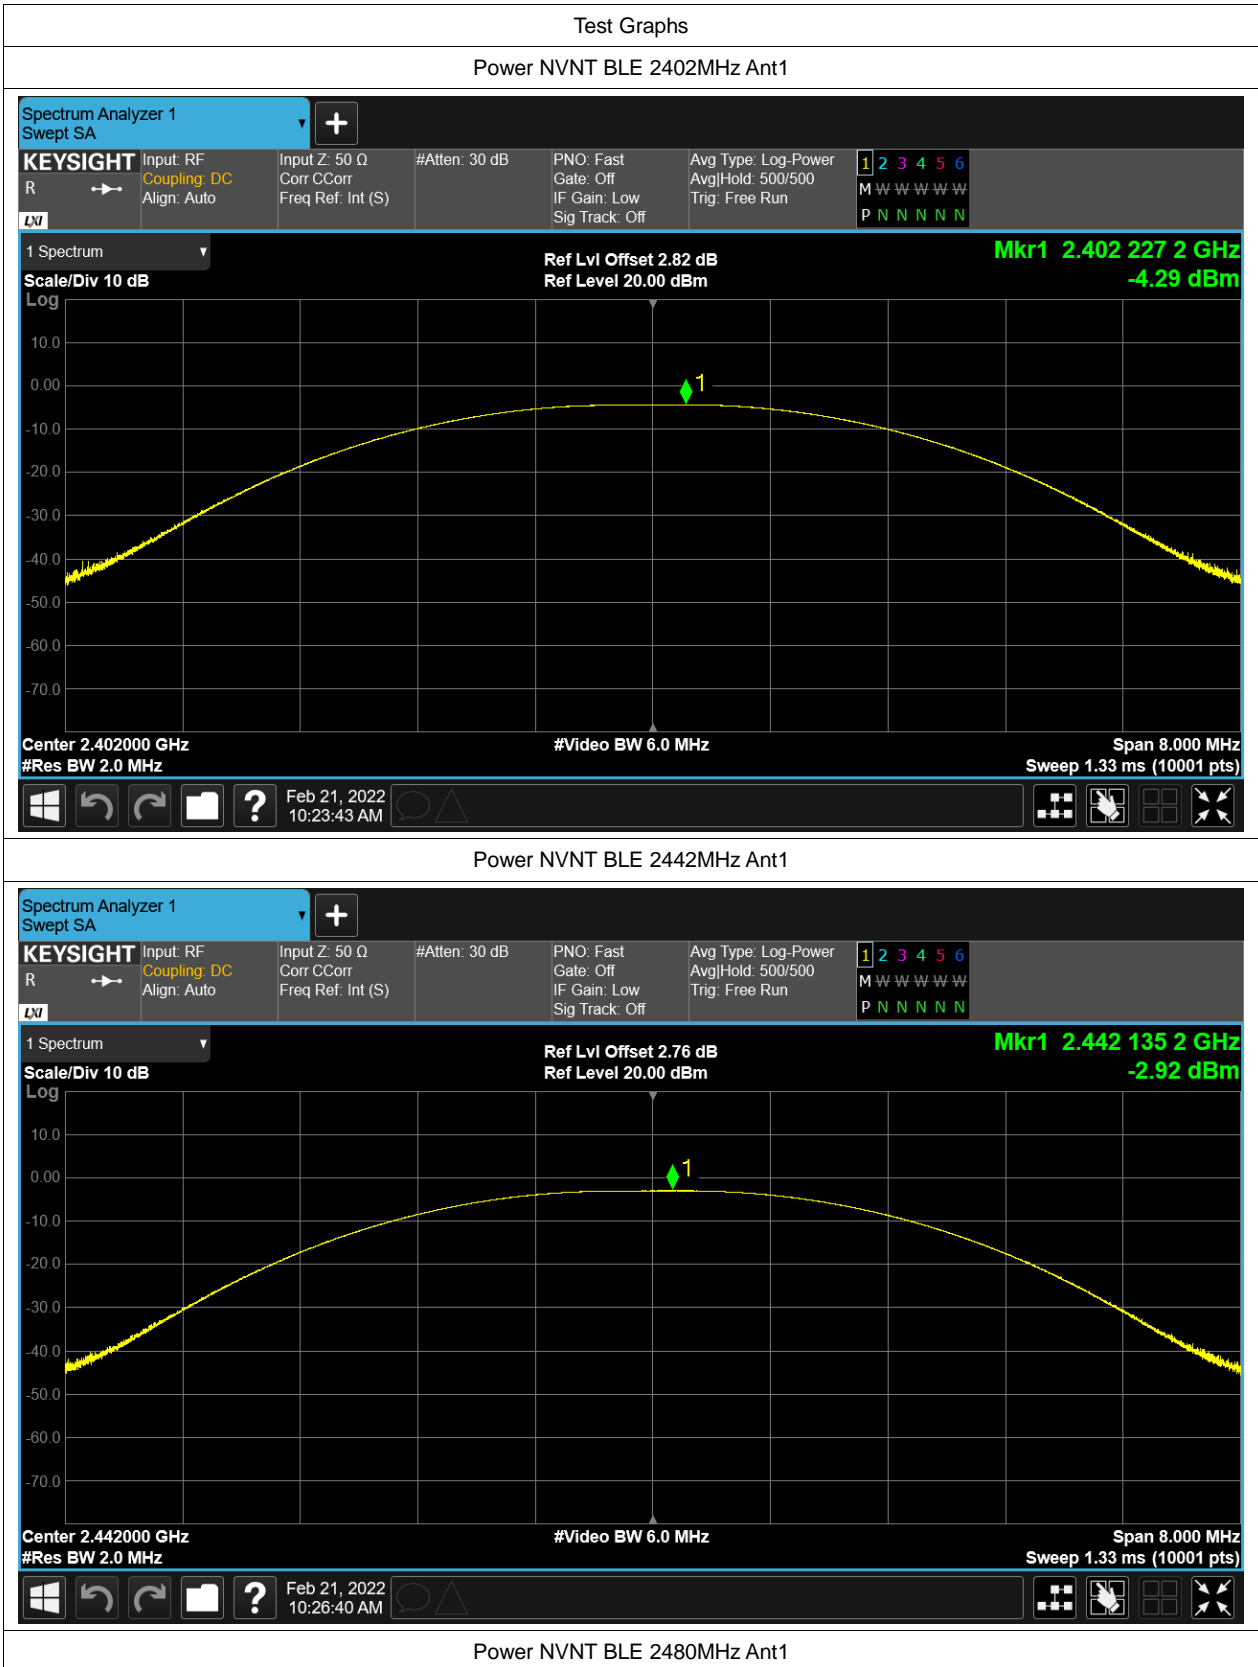 Test Graphs
Power NVNT BLE 2402MHz Ant1
Spectrum Analyzer 1
Swept SA
KEYSIGHT
R
LXI
Input: RF
Coupling: DC
Align: Auto
Input Z: 50 Ω
Corr CCorr
Freq Ref: Int (S)
#Atten: 30 dB
PNO: Fast
Gate: Off
IF Gain: Low
Sig Track: Off
Avg Type: Log-Power
Avg|Hold: 500/500
Trig: Free Run
1 2 3 4 5 6
M W W W W W
P N N N N N
1 Spectrum
Scale/Div 10 dB
Log
Ref Lvl Offset 2.82 dB
Ref Level 20.00 dBm
Mkr1 2.402 227 2 GHz
-4.29 dBm
1
10.0
0.00
-10.0
-20.0
-30.0
-40.0
-50.0
-60.0
-70.0
Center 2.402000 GHz
#Res BW 2.0 MHz
#Video BW 6.0 MHz
Span 8.000 MHz
Sweep 1.33 ms (10001 pts)
?
Feb 21, 2022
10:23:43 AM
Power NVNT BLE 2442MHz Ant1
Spectrum Analyzer 1
Swept SA
KEYSIGHT
R
LXI
Input: RF
Coupling: DC
Align: Auto
Input Z: 50 Ω
Corr CCorr
Freq Ref: Int (S)
#Atten: 30 dB
PNO: Fast
Gate: Off
IF Gain: Low
Sig Track: Off
Avg Type: Log-Power
Avg|Hold: 500/500
Trig: Free Run
1 2 3 4 5 6
M W W W W W
P N N N N N
1 Spectrum
Scale/Div 10 dB
Log
Ref Lvl Offset 2.76 dB
Ref Level 20.00 dBm
Mkr1 2.442 135 2 GHz
-2.92 dBm
1
10.0
0.00
-10.0
-20.0
-30.0
-40.0
-50.0
-60.0
-70.0
Center 2.442000 GHz
#Res BW 2.0 MHz
#Video BW 6.0 MHz
Span 8.000 MHz
Sweep 1.33 ms (10001 pts)
?
Feb 21, 2022
10:26:40 AM
Power NVNT BLE 2480MHz Ant1